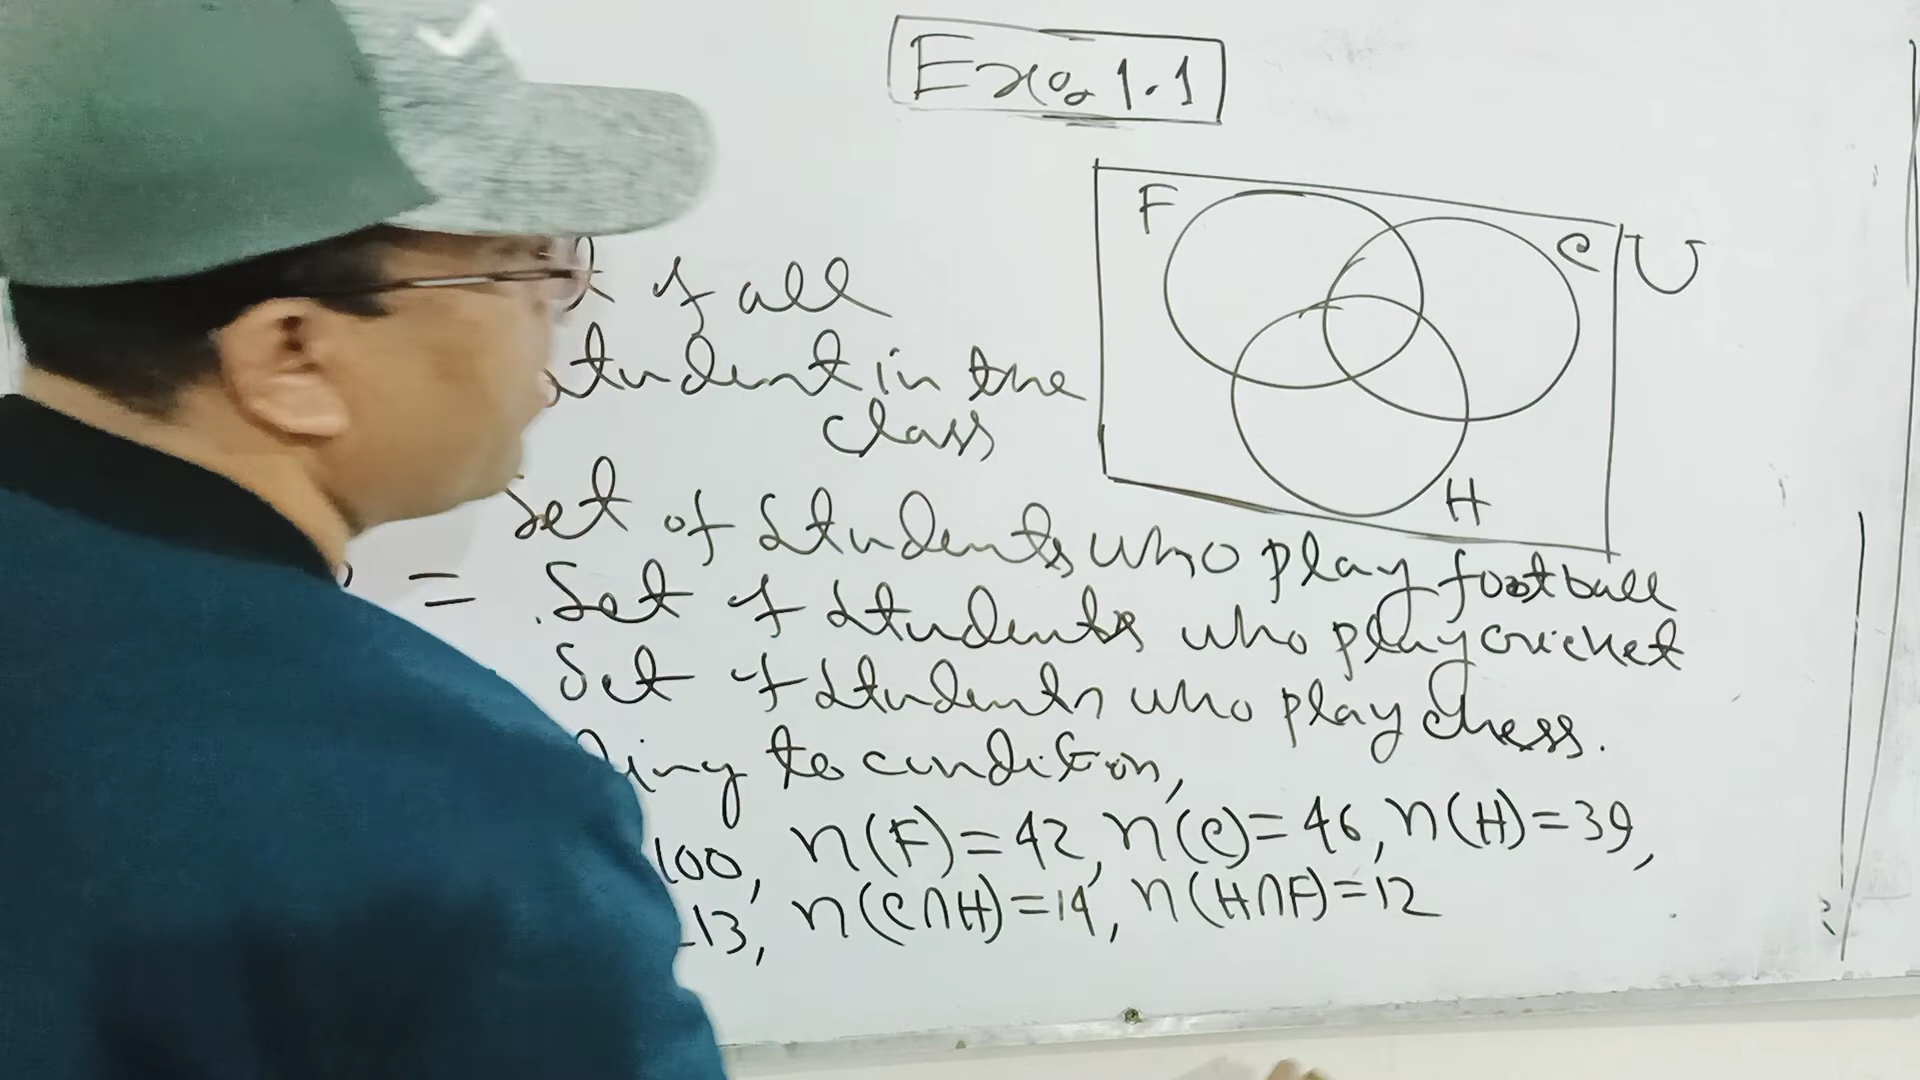 Ex: 1.1
F
C
U
of all
student in the
class
H
Set of Students who play football
= Set of Students who play cricket
Set of Students who play chess.
to condition,
100, n(F)=42, n(C)=46, n(H)=39,
13, n(C∩H)=14, n(H∩F)=12